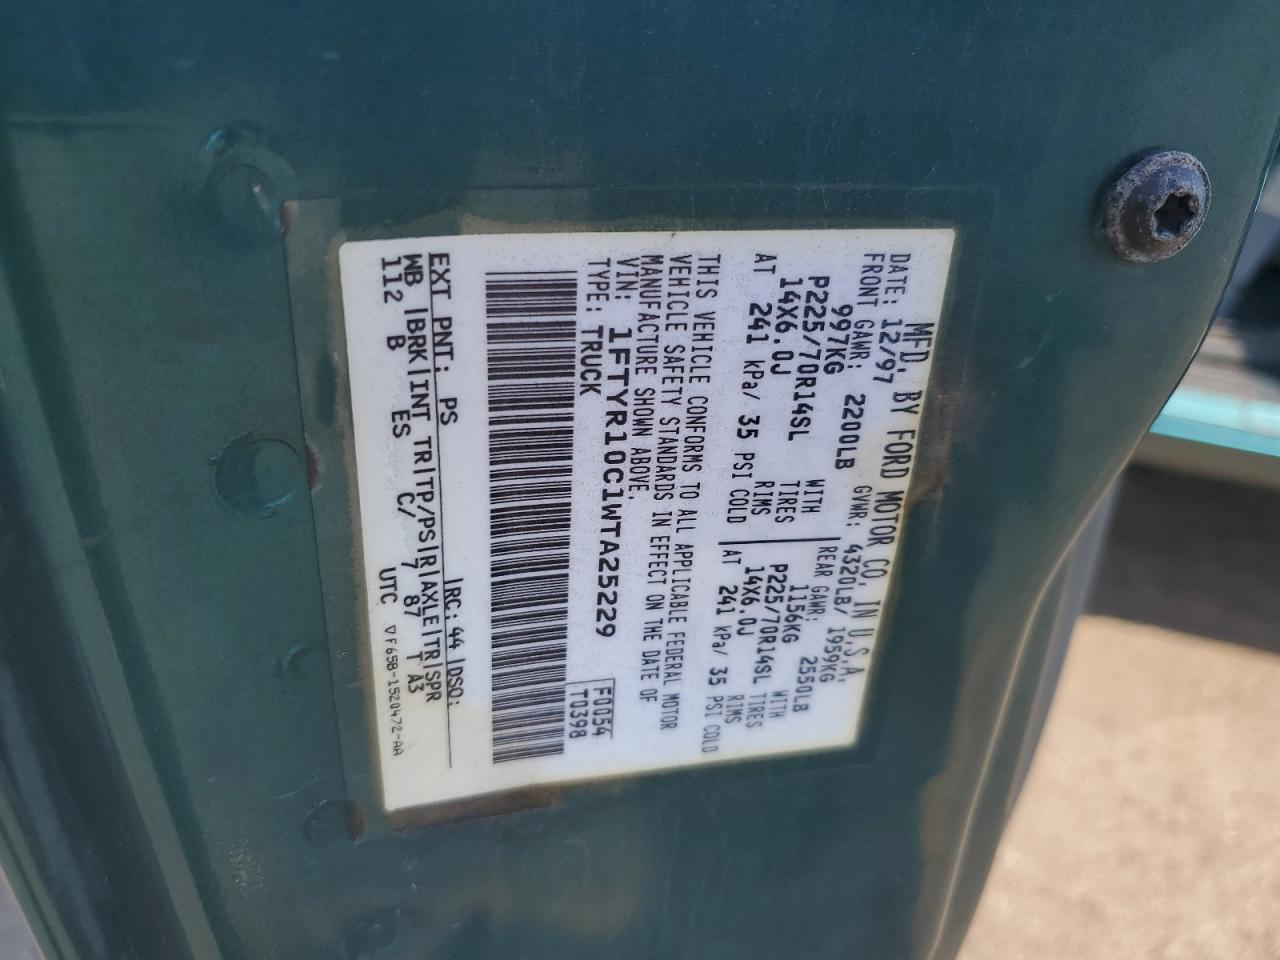 MFD. BY FORD MOTOR CO. IN U.S.A.
DATE: 12/97 GVWR: 4320LB/ 1959KG
FRONT GAWR: 2200LB REAR GAWR: 2550LB
997KG WITH 1156KG WITH
P225/70R14SL TIRES P225/70R14SL TIRES
14X6.0J RIMS 14X6.0J RIMS
AT 241 kPa/ 35 PSI COLD AT 241 kPa/ 35 PSI COLD
THIS VEHICLE CONFORMS TO ALL APPLICABLE FEDERAL MOTOR
VEHICLE SAFETY STANDARDS IN EFFECT ON THE DATE OF
MANUFACTURE SHOWN ABOVE.
VIN: 1FTYR10C1WTA25229 F0054
TYPE: TRUCK T0398
EXT PNT: PS RC: 44 DSO:
WB |BRK|INT TR|TP/PS|R|AXLE|TR|SPR
112 B ES C/ 7 87 T A3
UTC ▽F65B-1520472-AA